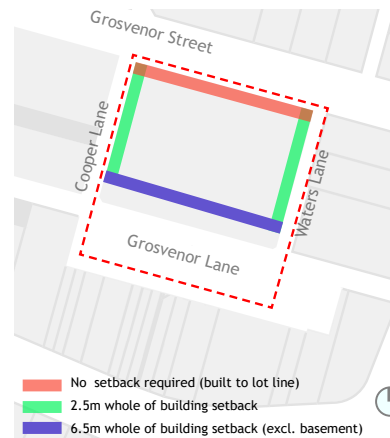 Grosvenor Street
Cooper Lane
Waters Lane
Grosvenor Lane
No setback required (built to lot line)
2.5m whole of building setback
6.5m whole of building setback (excl. basement)